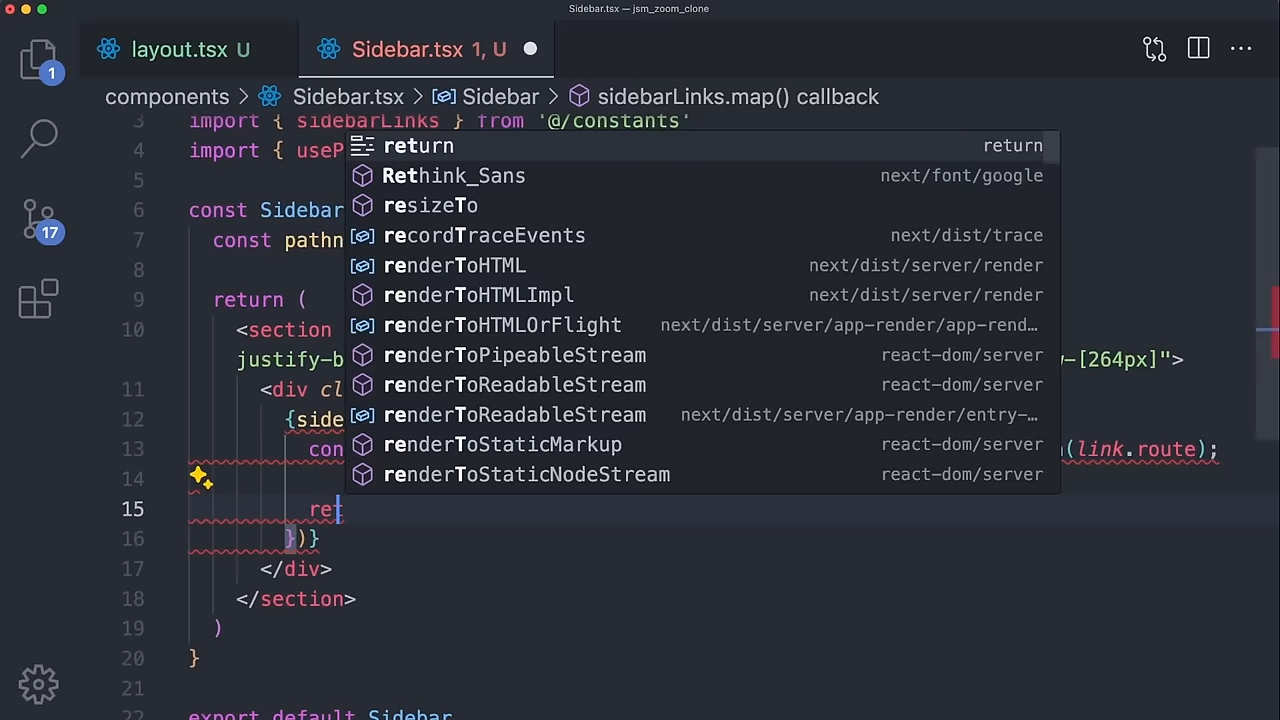 Sidebar.tsx — jsm_zoom_clone
layout.tsx U
Sidebar.tsx 1, U
components > Sidebar.tsx > Sidebar > sidebarLinks.map() callback
1
17
3 import { sidebarLinks } from '@/constants'
4 import { useP
5
6 const Sidebar
7 const pathn
8
9 return (
10 <section
justify-b -[264px]">
11 <div cl
12 {side
13 con (link.route);
14
15 ret
16 })}
17 </div>
18 </section>
19 )
20 }
21
22 export default Sidebar
return return
Rethink_Sans next/font/google
resizeTo
recordTraceEvents next/dist/trace
renderToHTML next/dist/server/render
renderToHTMLImpl next/dist/server/render
renderToHTMLOrFlight next/dist/server/app-render/app-rend…
renderToPipeableStream react-dom/server
renderToReadableStream react-dom/server
renderToReadableStream next/dist/server/app-render/entry-…
renderToStaticMarkup react-dom/server
renderToStaticNodeStream react-dom/server